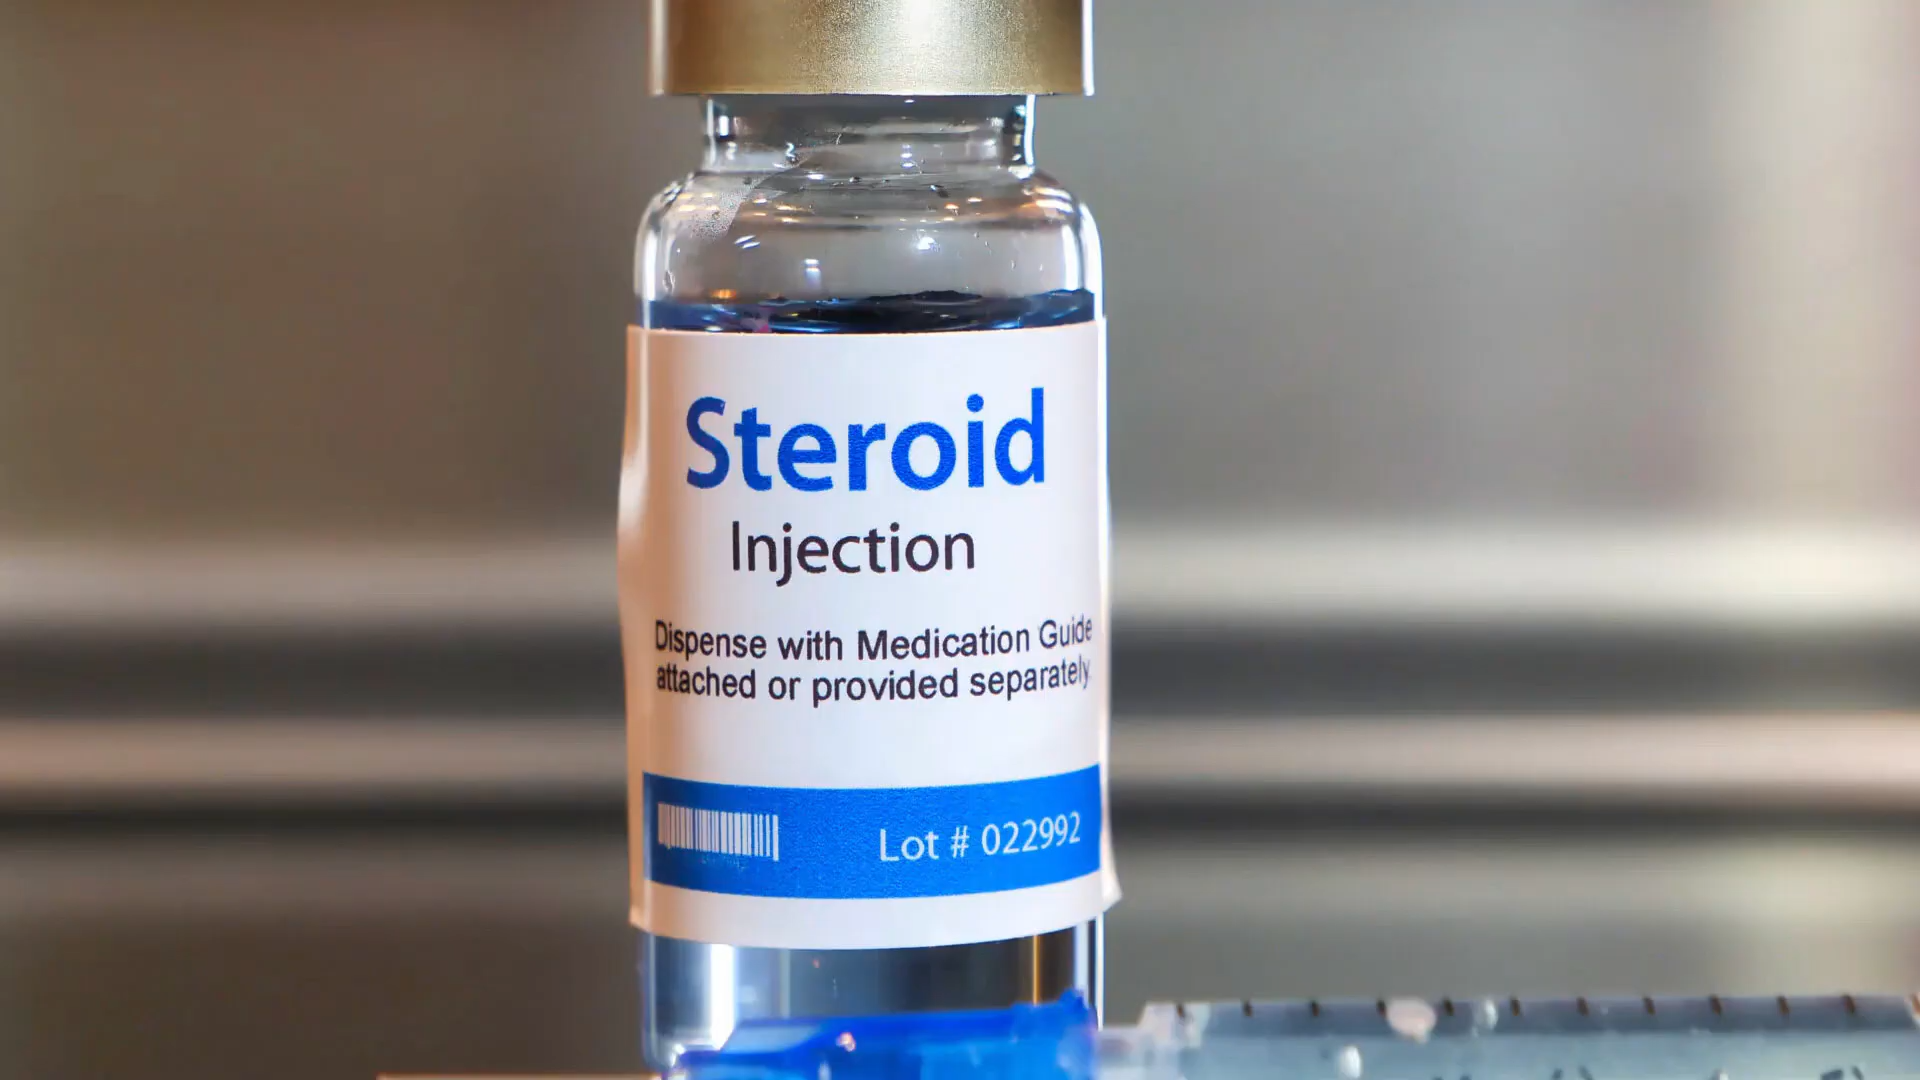 Steroid
Injection
Dispense with Medication Guide
attached or provided separately.
Lot # 022992